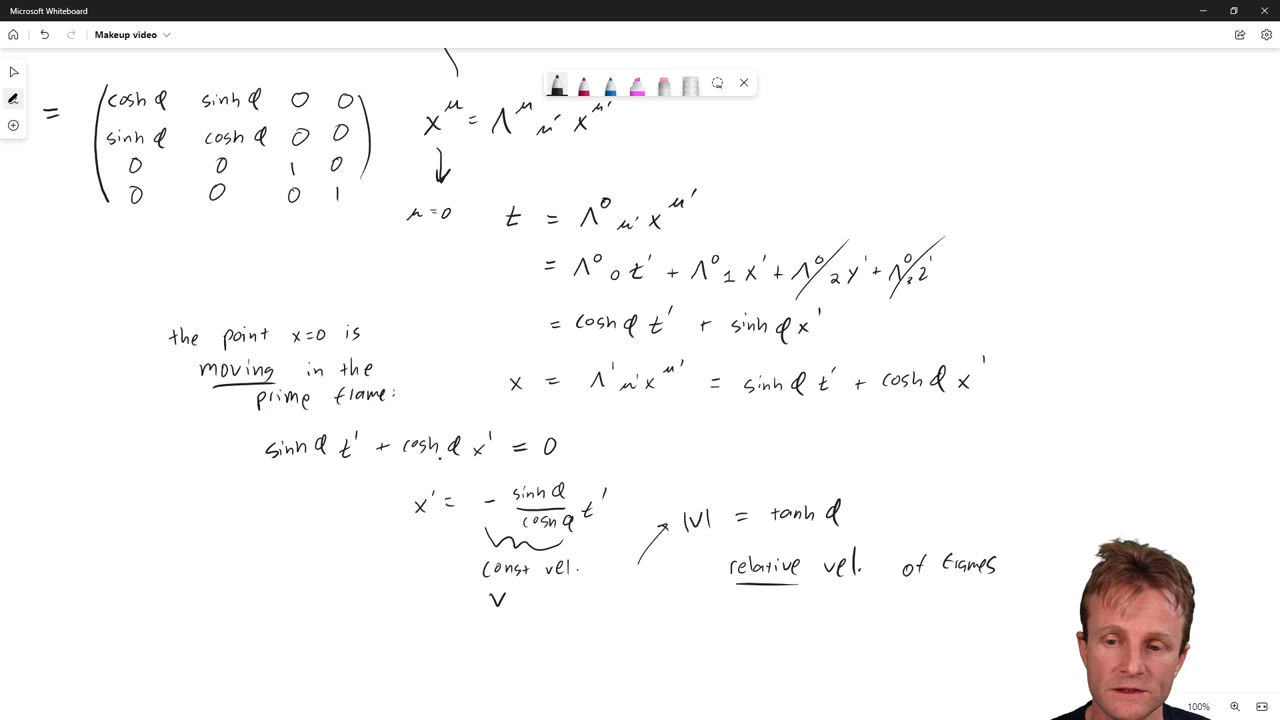 Microsoft Whiteboard
Makeup video
= ( cosh φ sinh φ 0 0
sinh φ cosh φ 0 0
0 0 1 0
0 0 0 1 )
x^μ = Λ^μ_μ' x^μ'
μ=0
t = Λ^0_μ' x^μ'
= Λ^0_0 t' + Λ^0_1 x' + Λ^0_2 y' + Λ^0_3 z'
= cosh φ t' + sinh φ x'
x = Λ^1_μ' x^μ' = sinh φ t' + cosh φ x'
the point x=0 is
moving in the
prime frame:
sinh φ t' + cosh φ x' = 0
x' = - sinh φ / cosh φ t'
const vel.
v
|v| = tanh φ
relative vel. of frames
100%